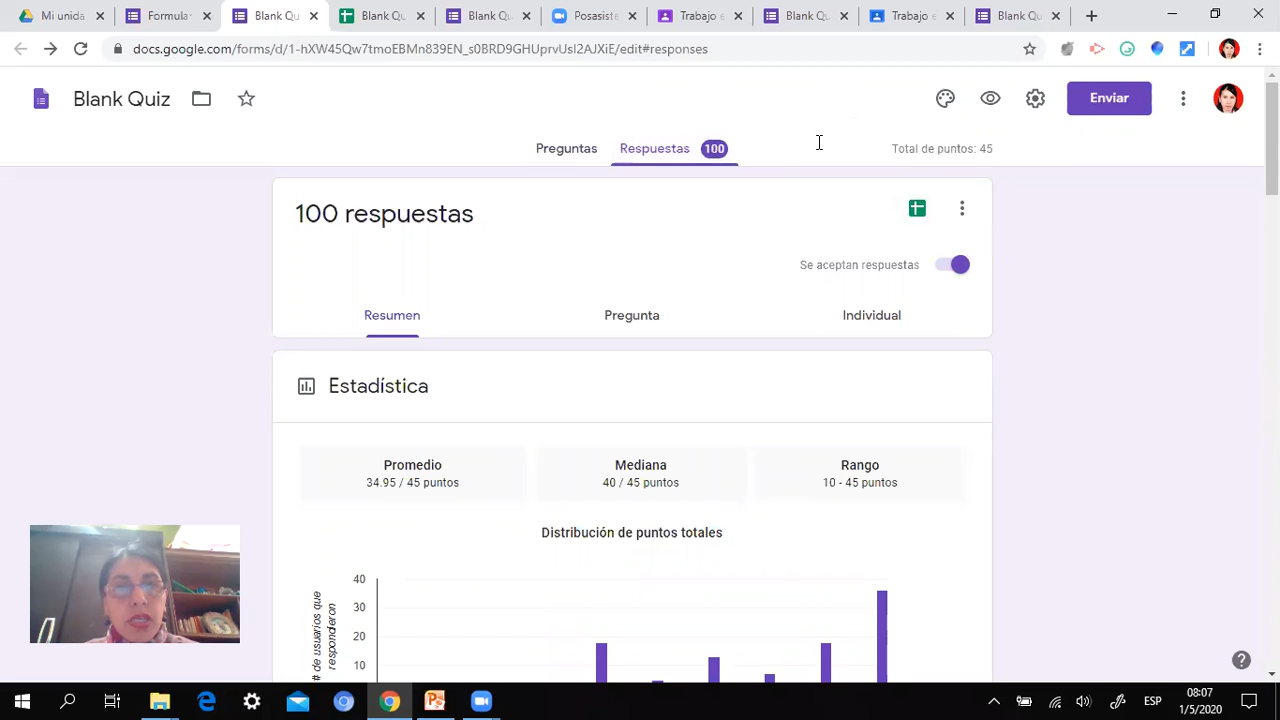 Mi unida
Formular
Blank Qu
Blank Qu
Blank Qu
Posasiste
Trabajo
Blank Qu
Trabajo e
Blank Qu
docs.google.com/forms/d/1-hXW45Qw7tmoEBMn839EN_s0BRD9GHUprvUsI2AJXiE/edit#responses
Blank Quiz
Enviar
Preguntas
Respuestas 100
Total de puntos: 45
100 respuestas
Se aceptan respuestas
Resumen
Pregunta
Individual
Estadística
Promedio
34.95 / 45 puntos
Mediana
40 / 45 puntos
Rango
10 - 45 puntos
Distribución de puntos totales
# de usuarios que
respondieron
40
30
20
10
ESP
08:07
1/5/2020